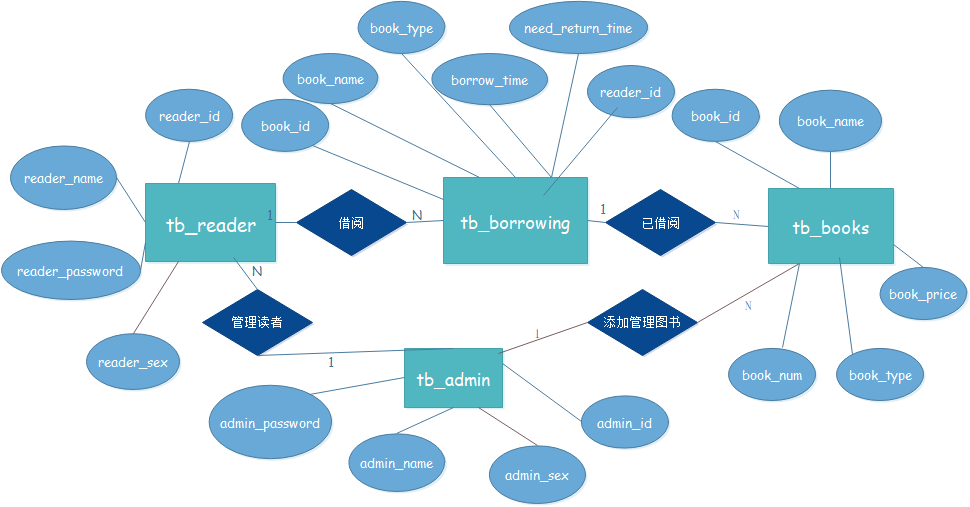 book_type
need_return_time
book_name
borrow_time
reader_id
reader_id
book_id
book_id
book_name
reader_name
tb_reader
1
借阅
N
tb_borrowing
1
已借阅
N
tb_books
reader_password
N
book_price
管理读者
添加管理图书
N
1
1
reader_sex
tb_admin
book_num
book_type
admin_password
admin_id
admin_name
admin_sex